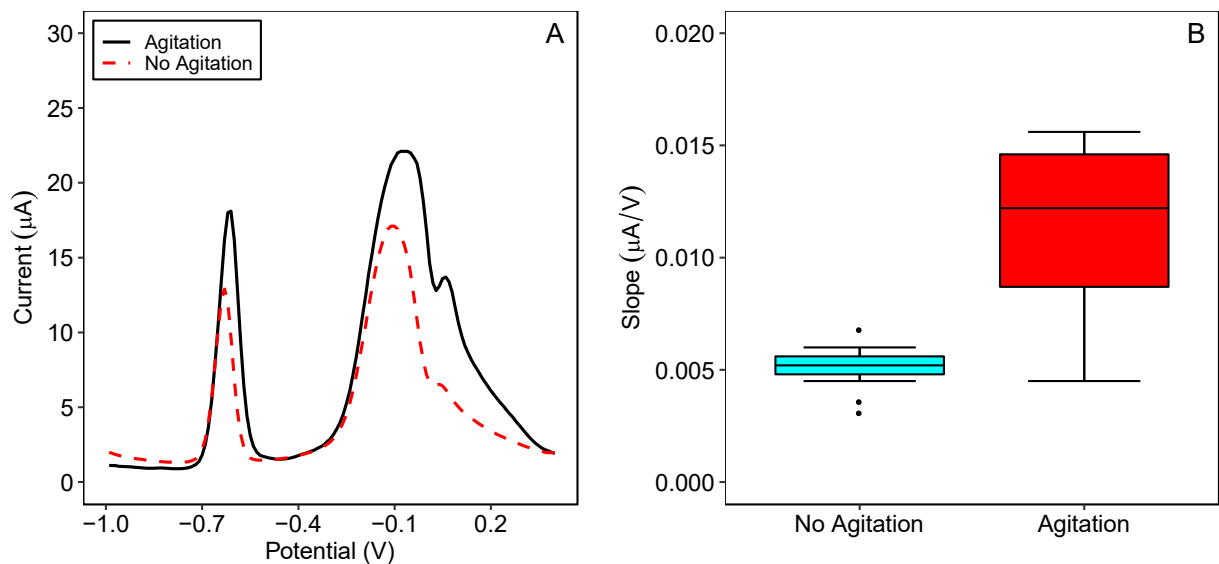 A
Agitation
No Agitation
30
25
20
15
10
5
0
Current (μA)
−1.0 −0.7 −0.4 −0.1 0.2
Potential (V)
B
0.020
0.015
0.010
0.005
0.000
Slope (μA/V)
No Agitation Agitation